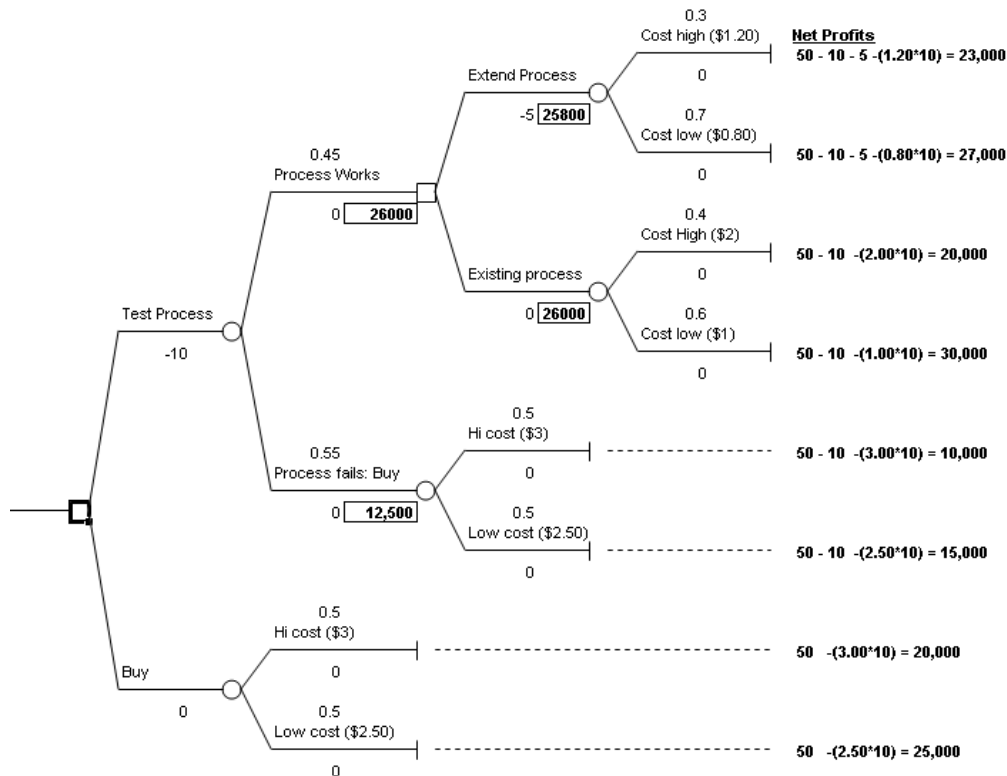 0.3
Cost high ($1.20)
Net Profits
50 - 10 - 5 -(1.20*10) = 23,000
0
Extend Process
-5 25800
0.7
Cost low ($0.80)
50 - 10 - 5 -(0.80*10) = 27,000
0
0.45
Process Works
0 26000
0.4
Cost High ($2)
50 - 10 -(2.00*10) = 20,000
0
Existing process
0 26000
0.6
Cost low ($1)
50 - 10 -(1.00*10) = 30,000
0
Test Process
-10
0.5
Hi cost ($3)
50 - 10 -(3.00*10) = 10,000
0
0.55
Process fails: Buy
0 12,500
0.5
Low cost ($2.50)
50 - 10 -(2.50*10) = 15,000
0
0.5
Hi cost ($3)
50 -(3.00*10) = 20,000
0
Buy
0
0.5
Low cost ($2.50)
50 -(2.50*10) = 25,000
0